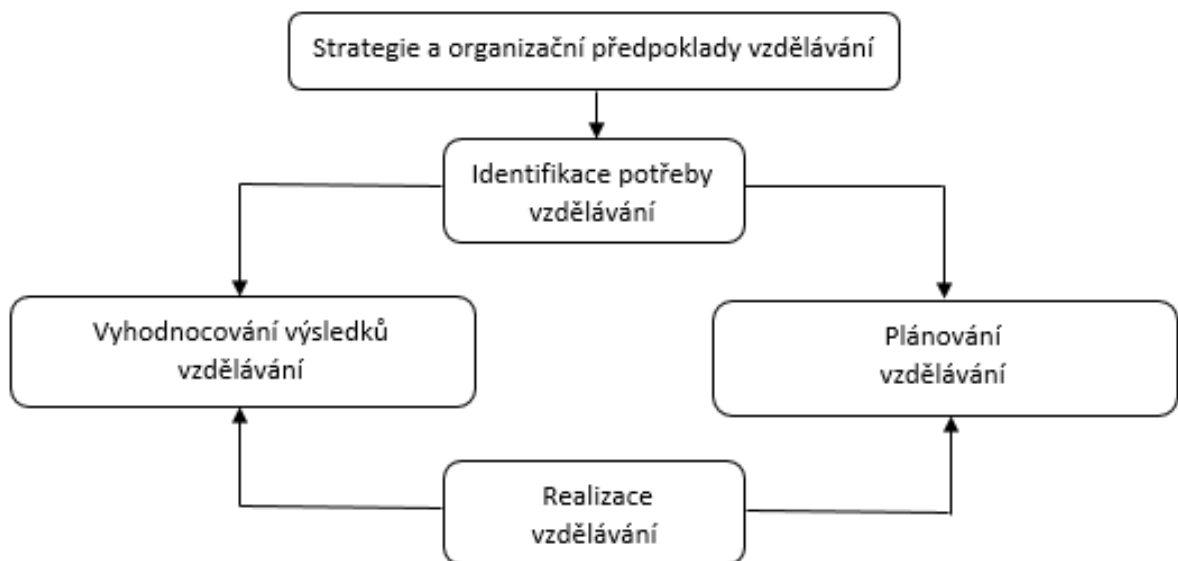 Strategie a organizační předpoklady vzdělávání
Identifikace potřeby
vzdělávání
Vyhodnocování výsledků
vzdělávání
Plánování
vzdělávání
Realizace
vzdělávání